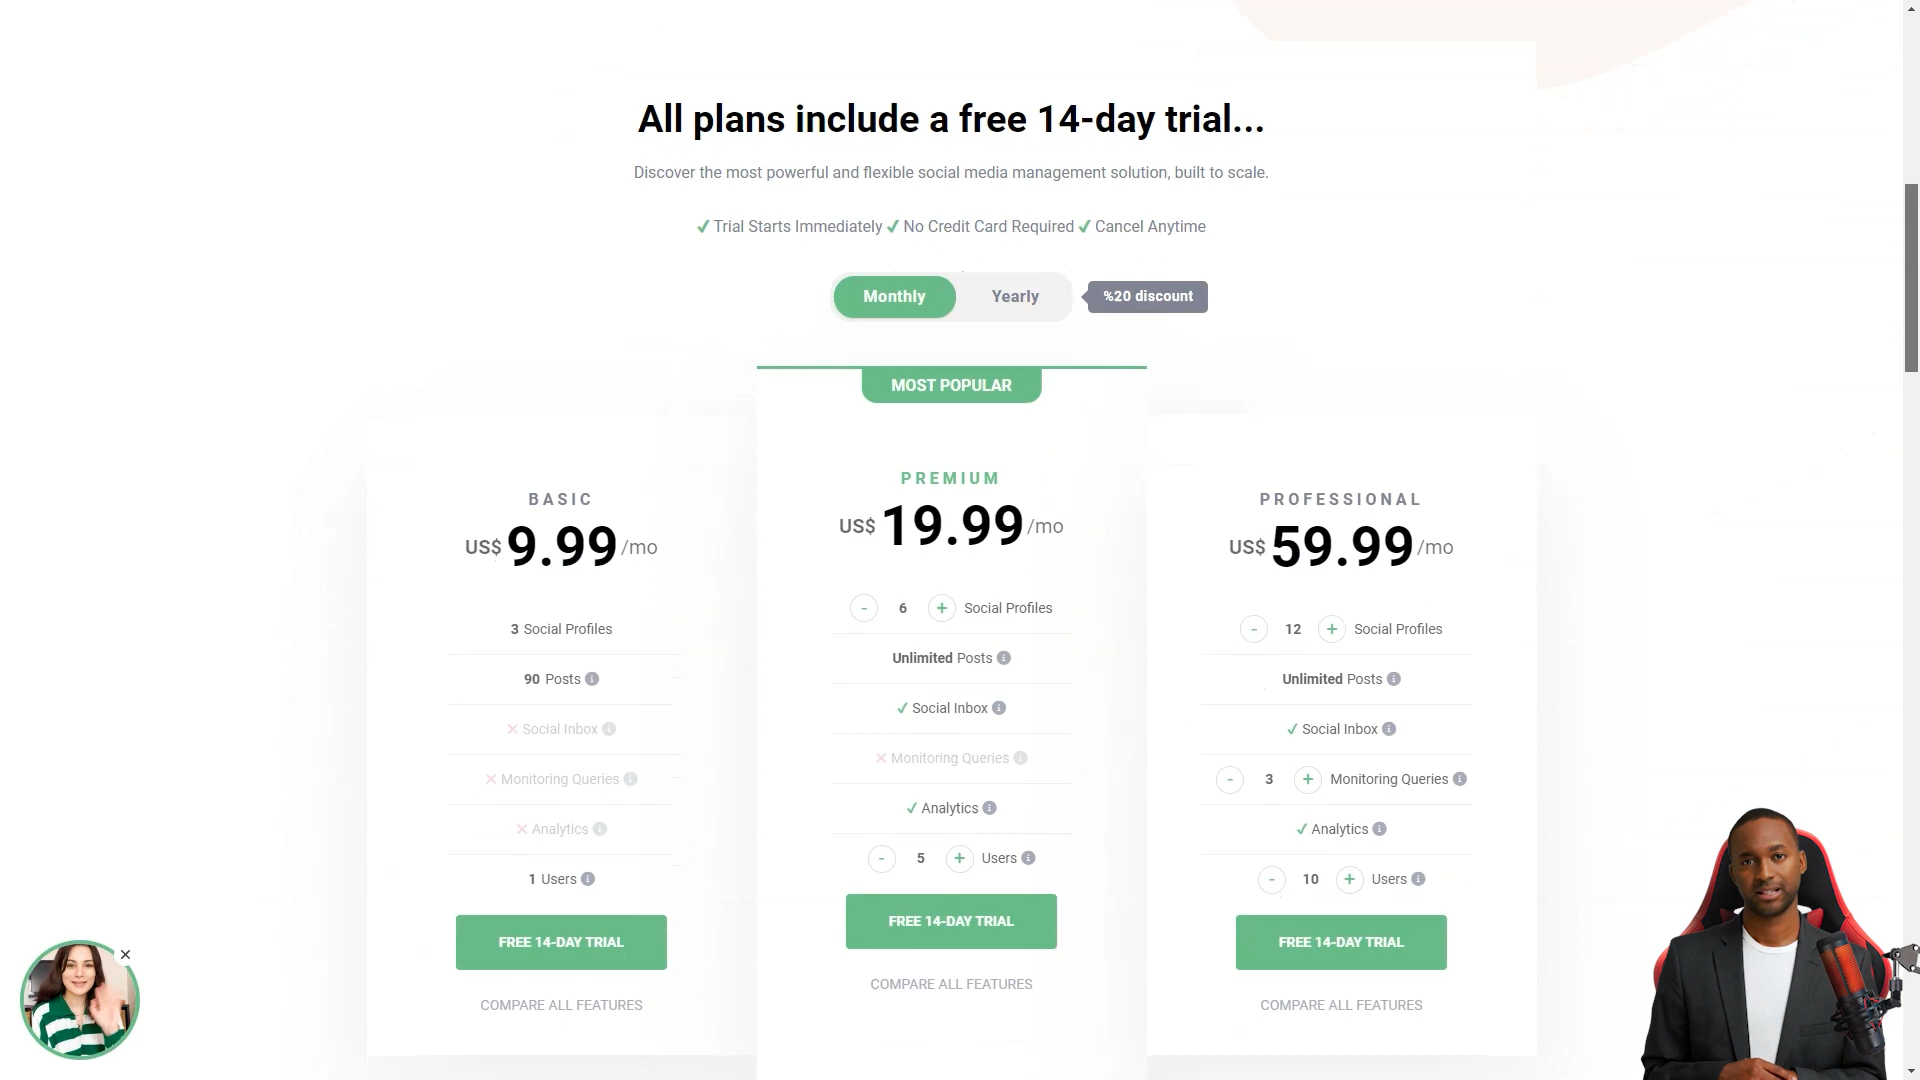 All plans include a free 14-day trial...
Discover the most powerful and flexible social media management solution, built to scale.
✔ Trial Starts Immediately ✔ No Credit Card Required ✔ Cancel Anytime
Monthly Yearly %20 discount
MOST POPULAR
BASIC
US$ 9.99 /mo
3 Social Profiles
90 Posts
✕ Social Inbox
✕ Monitoring Queries
✕ Analytics
1 Users
FREE 14-DAY TRIAL
COMPARE ALL FEATURES
PREMIUM
US$ 19.99 /mo
- 6 + Social Profiles
Unlimited Posts
✓ Social Inbox
✕ Monitoring Queries
✓ Analytics
- 5 + Users
FREE 14-DAY TRIAL
COMPARE ALL FEATURES
PROFESSIONAL
US$ 59.99 /mo
- 12 + Social Profiles
Unlimited Posts
✓ Social Inbox
- 3 + Monitoring Queries
✓ Analytics
- 10 + Users
FREE 14-DAY TRIAL
COMPARE ALL FEATURES